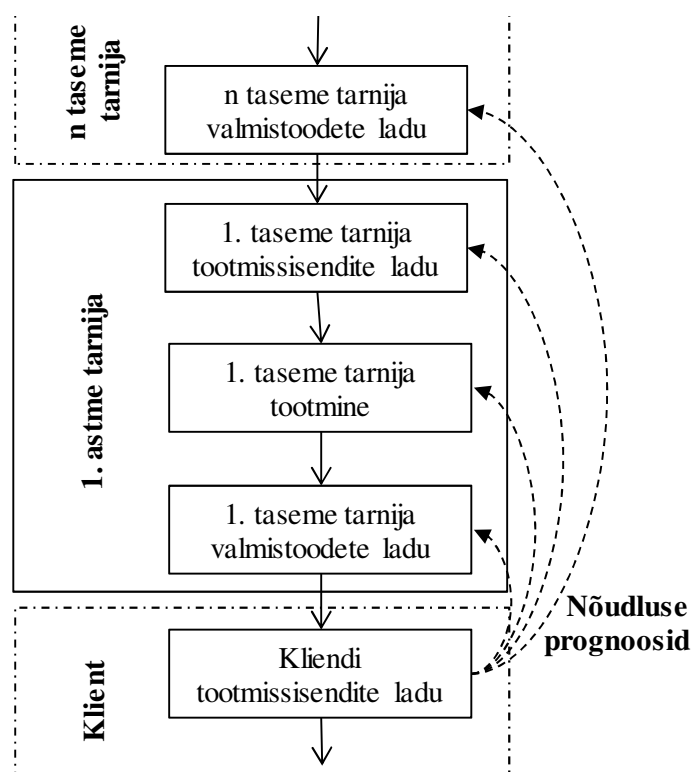 n taseme
tarnija
n taseme tarnija
valmistoodete ladu
1. astme tarnija
1. taseme tarnija
tootmissisendite ladu
1. taseme tarnija
tootmine
1. taseme tarnija
valmistoodete ladu
Nõudluse
prognoosid
Klient
Kliendi
tootmissisendite ladu